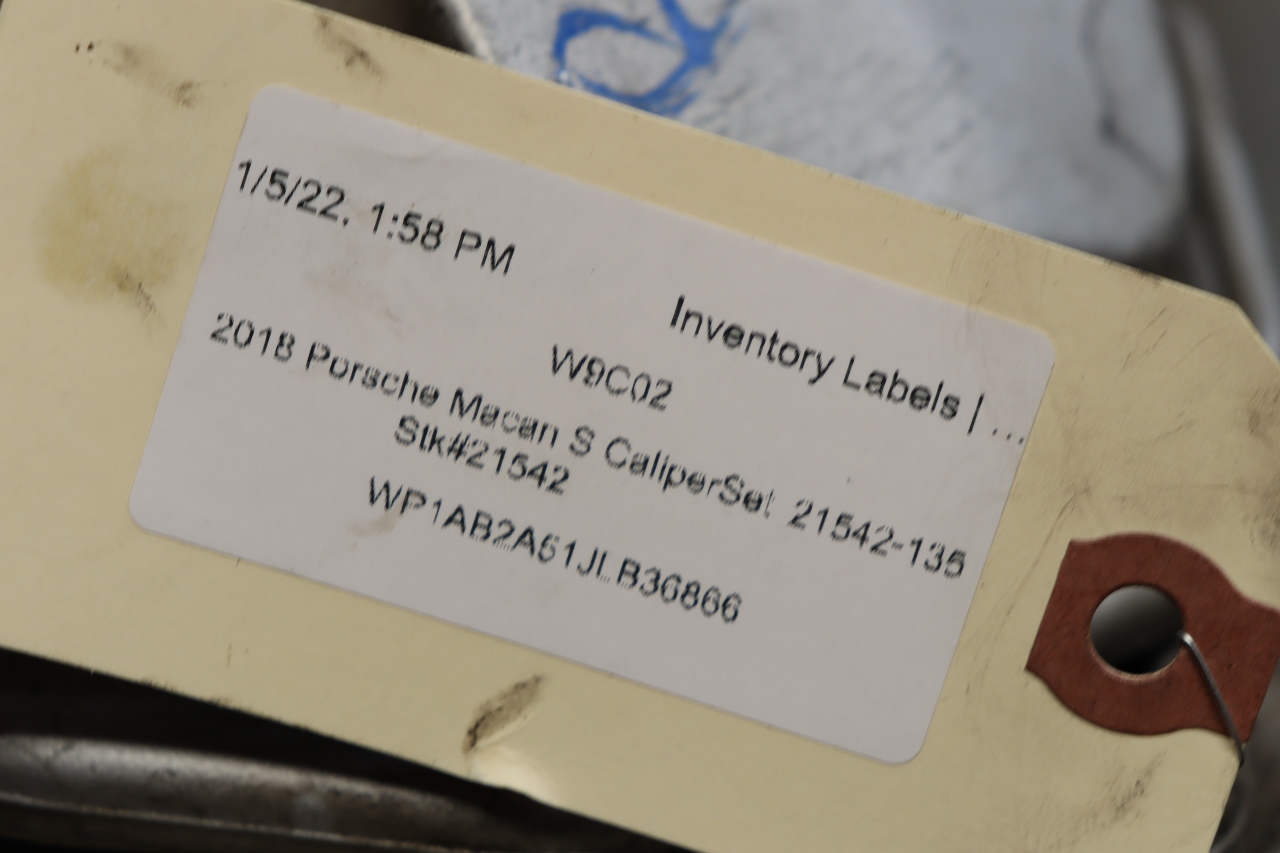 1/5/22, 1:58 PM
Inventory Labels | ...
W9C02
2018 Porsche Macan S CaliperSet 21542-135
Stk#21542
WP1AB2A51JLB36866